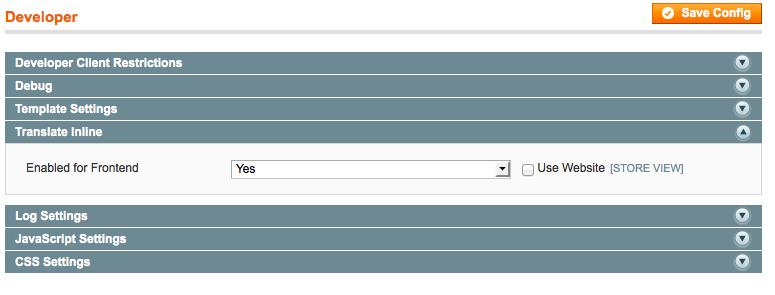 Developer
Save Config
Developer Client Restrictions
Debug
Template Settings
Translate Inline
Enabled for Frontend Yes Use Website [STORE VIEW]
Log Settings
JavaScript Settings
CSS Settings